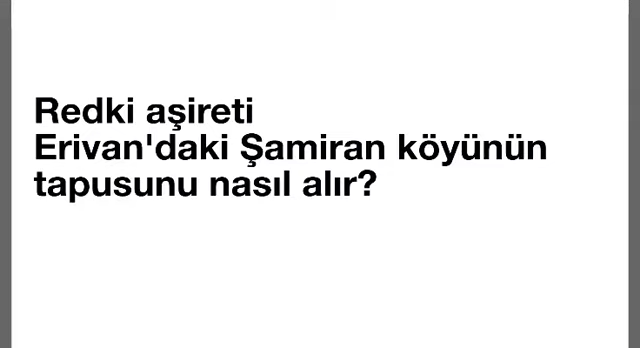 Redki aşireti
Erivan'daki Şamiran köyünün
tapusunu nasıl alır?